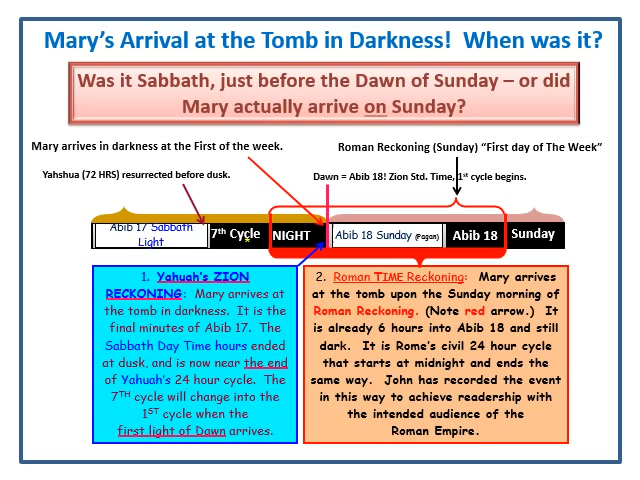 Mary's Arrival at the Tomb in Darkness!  When was it?
Was it Sabbath, just before the Dawn of Sunday – or did
Mary actually arrive on Sunday?
Mary arrives in darkness at the First of the week.
Roman Reckoning (Sunday) "First day of The Week"
Yahshua (72 HRS) resurrected before dusk.
Dawn = Abib 18! Zion Std. Time, 1st cycle begins.
Abib 17 Sabbath
Light
7th Cycle
NIGHT
Abib 18 Sunday (Pagan)
Abib 18
Sunday
1. Yahuah's ZION
RECKONING:  Mary arrives at
the tomb in darkness.  It is the
final minutes of Abib 17.  The
Sabbath Day Time hours ended
at dusk, and is now near the end
of Yahuah's 24 hour cycle.  The
7TH cycle will change into the
1ST cycle when the
first light of Dawn arrives.
2. Roman TIME Reckoning:  Mary arrives
at the tomb upon the Sunday morning of
Roman Reckoning. (Note red arrow.)  It
is already 6 hours into Abib 18 and still
dark.  It is Rome's civil 24 hour cycle
that starts at midnight and ends the
same way.  John has recorded the event
in this way to achieve readership with
the intended audience of the
Roman Empire.